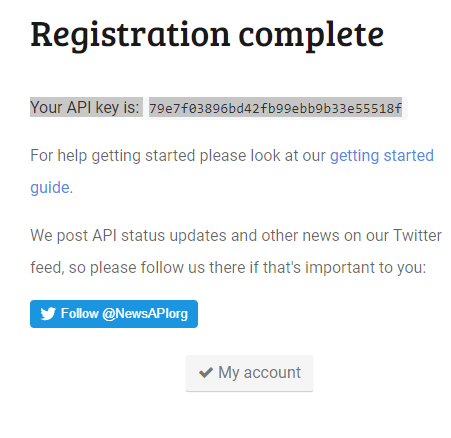 Registration complete
Your API key is: 79e7f03896bd42fb99ebb9b33e55518f
For help getting started please look at our getting started
guide.
We post API status updates and other news on our Twitter
feed, so please follow us there if that's important to you:
Follow @NewsAPIorg
My account